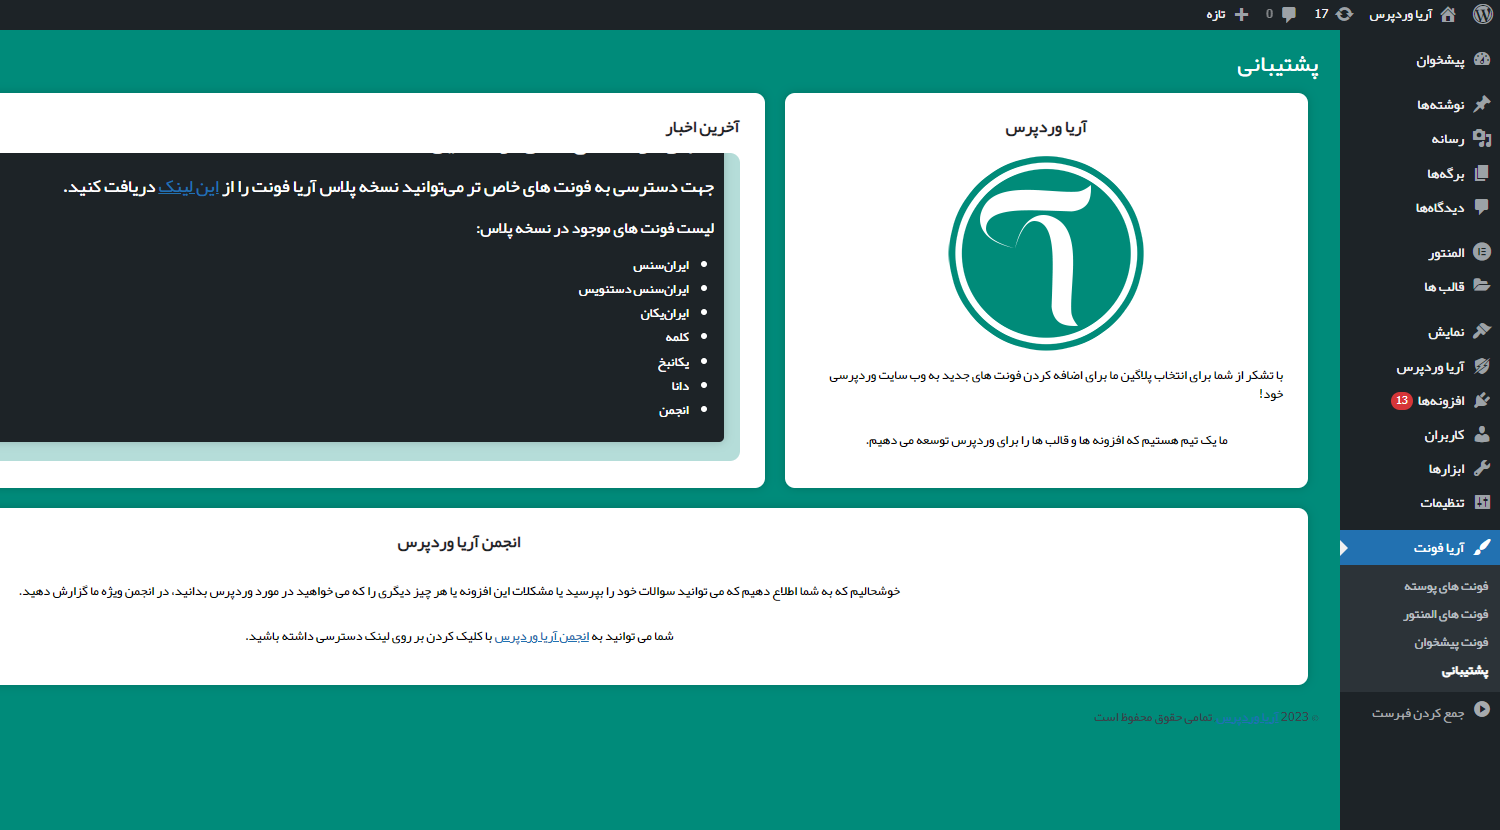 آریا وردپرس
17
0
تازه
پیشخوان
نوشته‌ها
رسانه
برگه‌ها
دیدگاه‌ها
المنتور
قالب ها
نمایش
آریا وردپرس
افزونه‌ها 13
کاربران
ابزارها
تنظیمات
آریا فونت
فونت های پوسته
فونت های المنتور
فونت پیشخوان
پشتیبانی
جمع کردن فهرست
پشتیبانی
آریا وردپرس
با تشکر از شما برای انتخاب پلاگین ما برای اضافه کردن فونت های جدید به وب سایت وردپرسی
خود!
ما یک تیم هستیم که افزونه ها و قالب ها را برای وردپرس توسعه می دهیم.
آخرین اخبار
جهت دسترسی به فونت های خاص تر می‌توانید نسخه پلاس آریا فونت را از این لینک دریافت کنید.
لیست فونت های موجود در نسخه پلاس:
ایران‌سنس
ایران‌سنس دستنویس
ایران‌یکان
کلمه
یکانبخ
دانا
انجمن
انجمن آریا وردپرس
خوشحالیم که به شما اطلاع دهیم که می توانید سوالات خود را بپرسید یا مشکلات این افزونه یا هر چیز دیگری را که می خواهید در مورد وردپرس بدانید، در انجمن ویژه ما گزارش دهید.
شما می توانید به انجمن آریا وردپرس با کلیک کردن بر روی لینک دسترسی داشته باشید.
© 2023 . تمامی حقوق محفوظ است